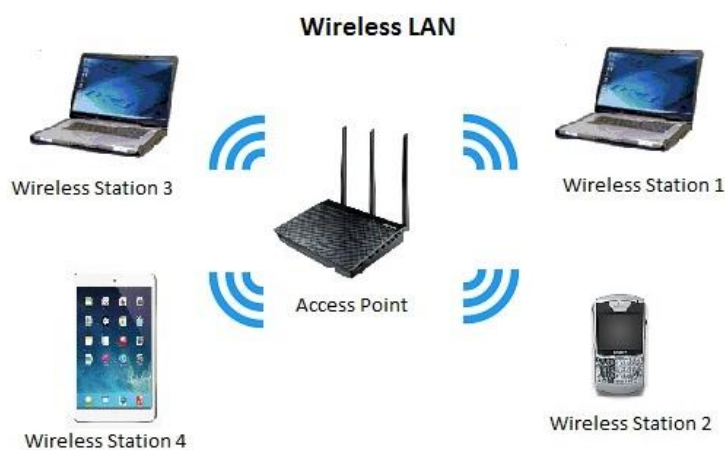 Wireless LAN
Wireless Station 3
Wireless Station 1
Access Point
Wireless Station 4
Wireless Station 2